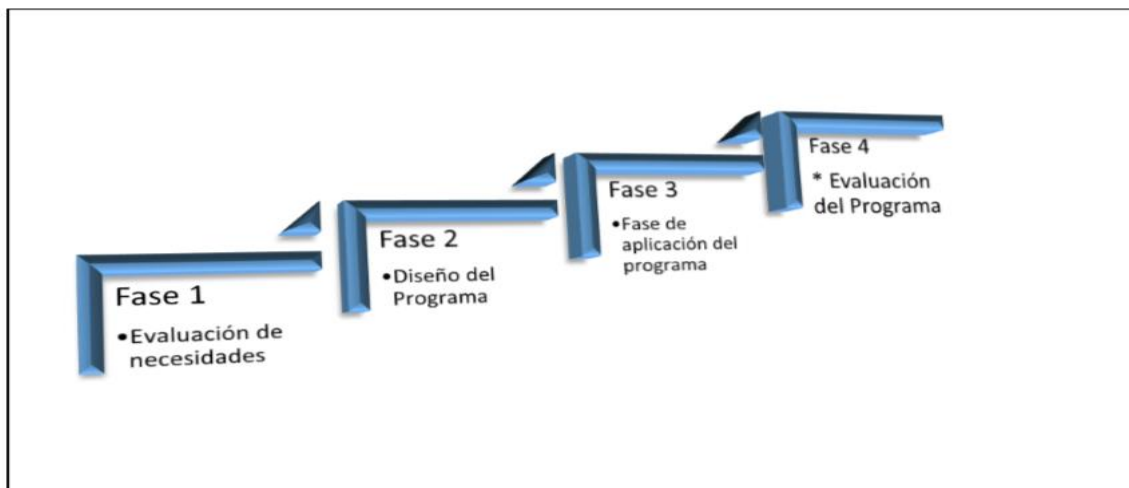 Fase 1
•Evaluación de
necesidades
Fase 2
•Diseño del
Programa
Fase 3
•Fase de
aplicación del
programa
Fase 4
* Evaluación
del Programa